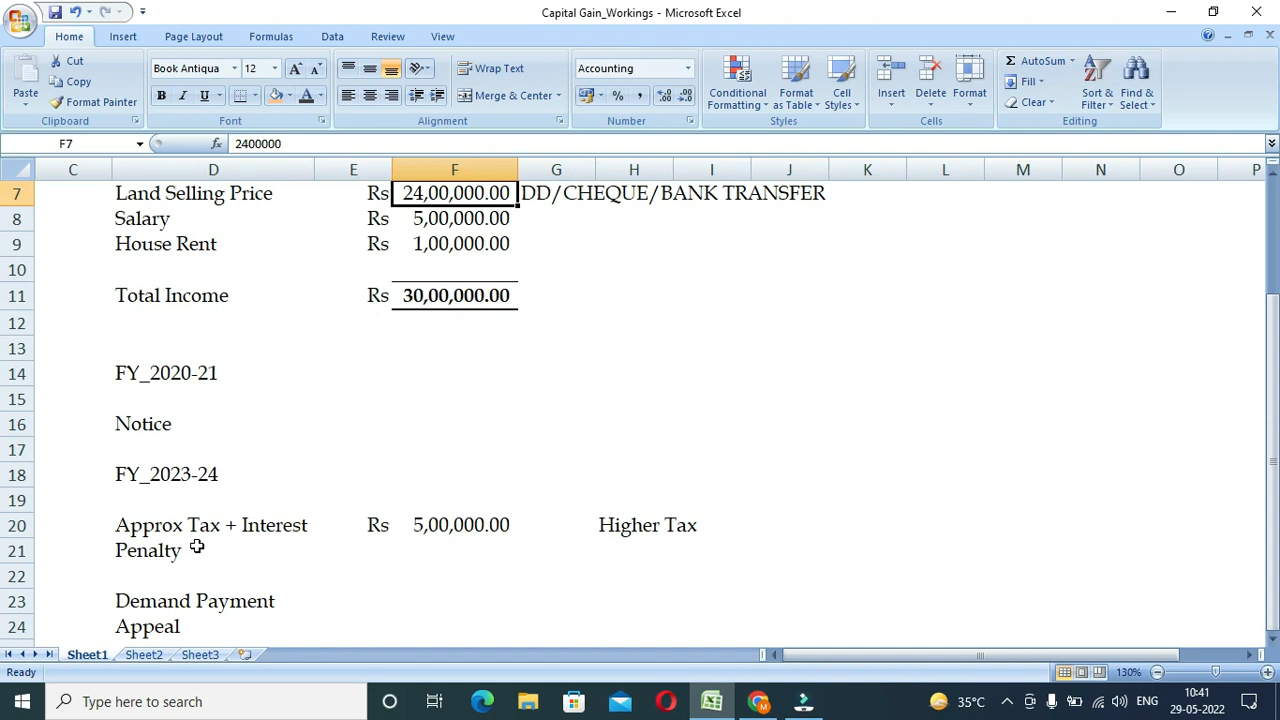 Capital Gain_Workings - Microsoft Excel
Home Insert Page Layout Formulas Data Review View
Paste
Cut
Copy
Format Painter
Clipboard
Book Antiqua 12
B I U
Font
Wrap Text
Merge & Center
Alignment
Accounting
% ,
Number
Conditional Formatting
Format as Table
Cell Styles
Styles
Insert Delete Format
Cells
Σ AutoSum
Fill
Clear
Sort & Filter
Find & Select
Editing
F7 fx 2400000
C D E F G H I J K L M N O P
7 Land Selling Price Rs 24,00,000.00 DD/CHEQUE/BANK TRANSFER
8 Salary Rs 5,00,000.00
9 House Rent Rs 1,00,000.00
10
11 Total Income Rs 30,00,000.00
12
13
14 FY_2020-21
15
16 Notice
17
18 FY_2023-24
19
20 Approx Tax + Interest Rs 5,00,000.00 Higher Tax
21 Penalty
22
23 Demand Payment
24 Appeal
Sheet1 Sheet2 Sheet3
Ready 130%
Type here to search 35°C ENG 10:41
29-05-2022